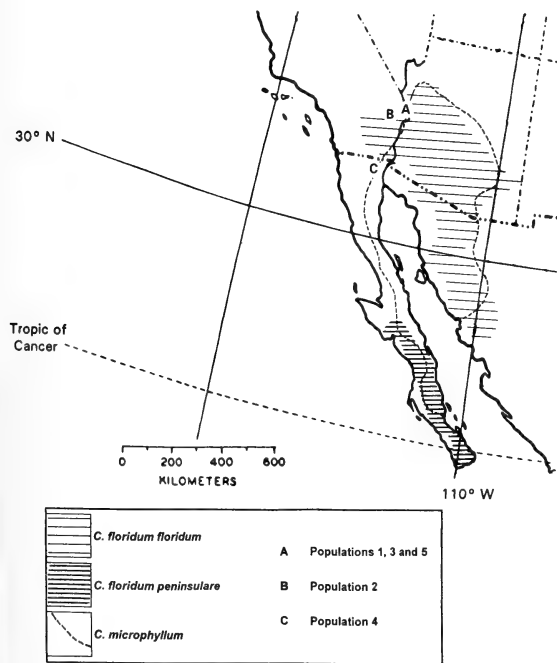 A
B
30° N
C
Tropic of
Cancer
0 200 400 600
KILOMETERS
110° W
C. floridum floridum
A Populations 1, 3 and 5
C. floridum peninsulare
B Population 2
C. microphyllum
C Population 4